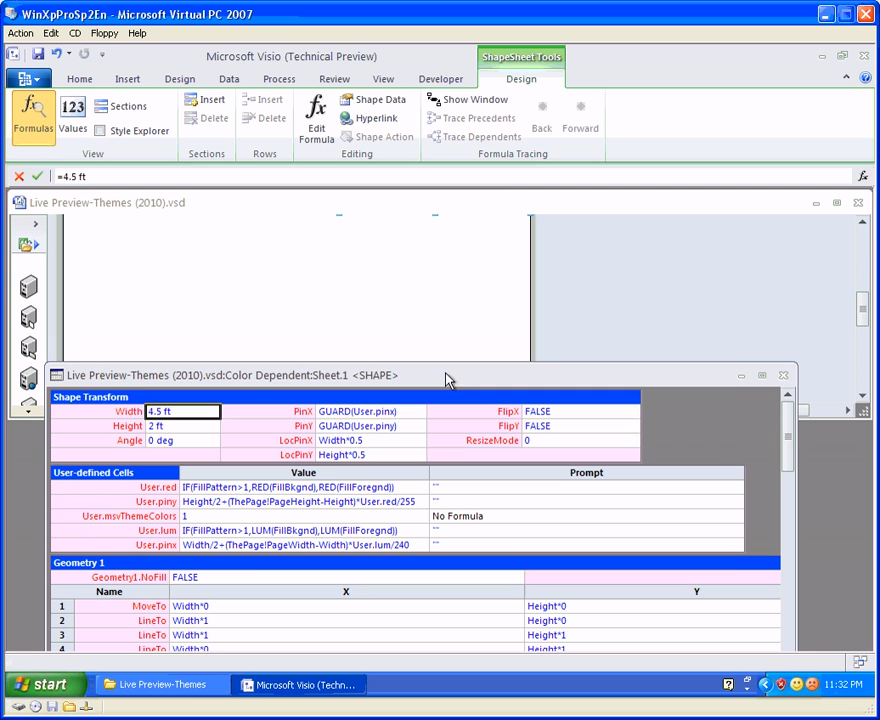 WinXpProSp2En - Microsoft Virtual PC 2007
Action Edit CD Floppy Help
Microsoft Visio (Technical Preview) ShapeSheet Tools
Home Insert Design Data Process Review View Developer Design
Formulas 123 Values Sections Style Explorer
View
Insert Delete
Sections
Insert Delete
Rows
fx Edit Formula Shape Data Hyperlink Shape Action
Editing
Show Window Trace Precedents Trace Dependents Back Forward
Formula Tracing
=4.5 ft fx
Live Preview-Themes (2010).vsd
Live Preview-Themes (2010).vsd:Color Dependent:Sheet.1 <SHAPE>
Shape Transform
Width 4.5 ft PinX GUARD(User.pinx) FlipX FALSE
Height 2 ft PinY GUARD(User.piny) FlipY FALSE
Angle 0 deg LocPinX Width*0.5 ResizeMode 0
LocPinY Height*0.5
User-defined Cells Value Prompt
User.red IF(FillPattern>1,RED(FillBkgnd),RED(FillForegnd)) ""
User.piny Height/2+(ThePage!PageHeight-Height)*User.red/255 ""
User.msvThemeColors 1 No Formula
User.lum IF(FillPattern>1,LUM(FillBkgnd),LUM(FillForegnd)) ""
User.pinx Width/2+(ThePage!PageWidth-Width)*User.lum/240 ""
Geometry 1
Geometry1.NoFill FALSE
Name X Y
1 MoveTo Width*0 Height*0
2 LineTo Width*1 Height*0
3 LineTo Width*1 Height*1
4 LineTo Width*0 Height*1
start Live Preview-Themes Microsoft Visio (Techn... 11:32 PM